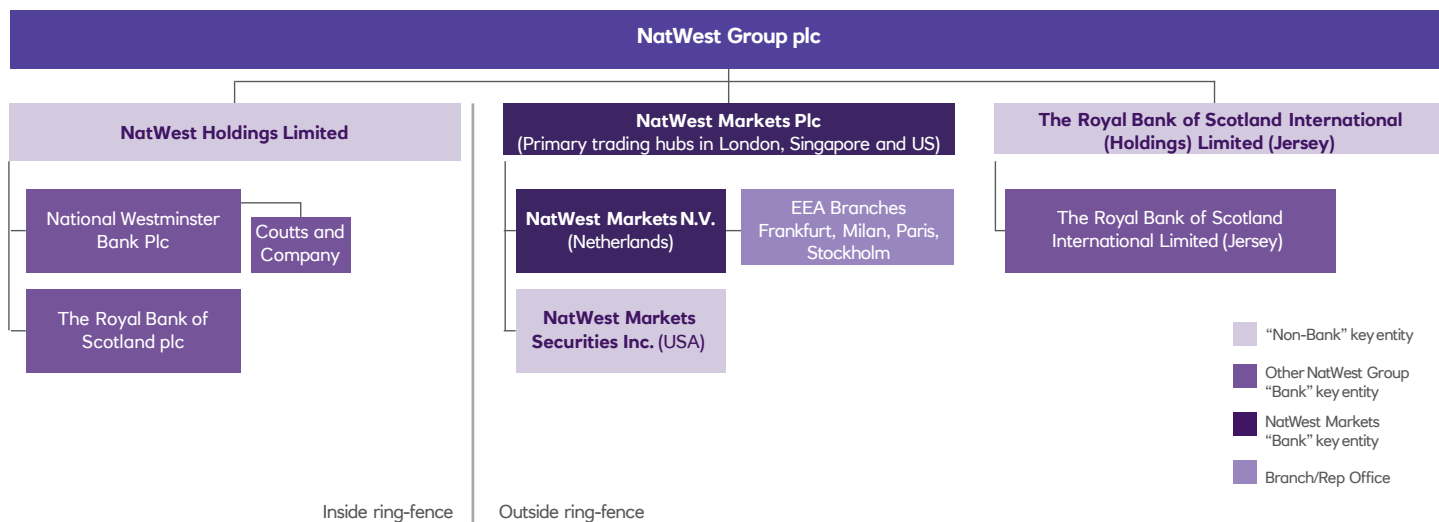 NatWest Group plc
NatWest Holdings Limited
National Westminster
Bank Plc
Coutts and
Company
The Royal Bank of
Scotland plc
NatWest Markets Plc
(Primary trading hubs in London, Singapore and US)
NatWest Markets N.V.
(Netherlands)
EEA Branches
Frankfurt, Milan, Paris,
Stockholm
NatWest Markets
Securities Inc. (USA)
The Royal Bank of Scotland International
(Holdings) Limited (Jersey)
The Royal Bank of Scotland
International Limited (Jersey)
“Non-Bank” key entity
Other NatWest Group
“Bank” key entity
NatWest Markets
“Bank” key entity
Branch/Rep Office
Inside ring-fence
Outside ring-fence